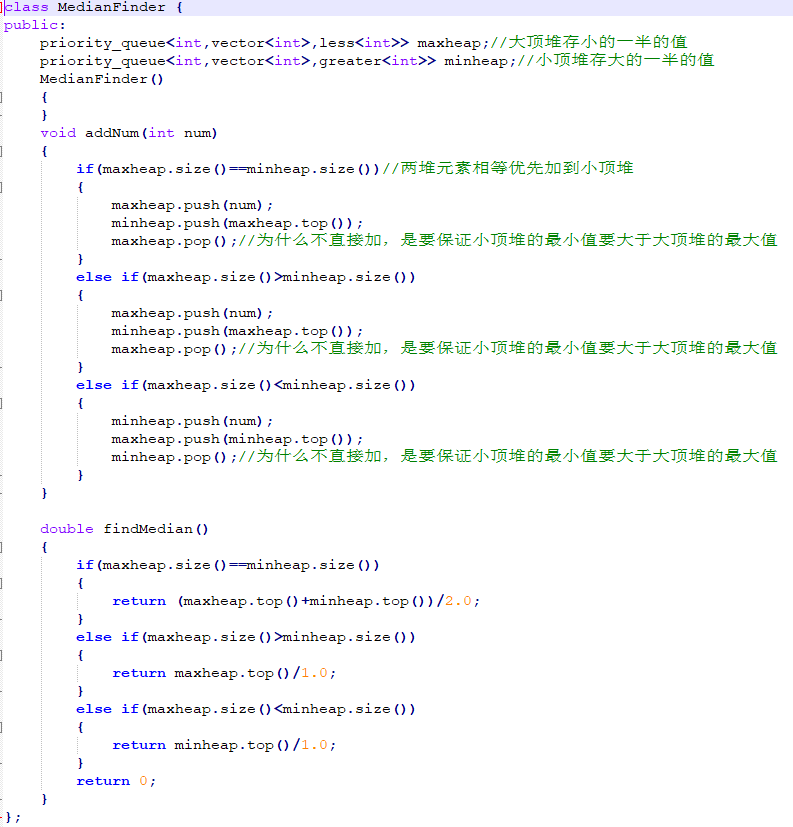 class MedianFinder {
public:
    priority_queue<int,vector<int>,less<int>> maxheap;//大顶堆存小的一半的值
    priority_queue<int,vector<int>,greater<int>> minheap;//小顶堆存大的一半的值
    MedianFinder()
    {
    }
    void addNum(int num)
    {
        if(maxheap.size()==minheap.size())//两堆元素相等优先加到小顶堆
        {
            maxheap.push(num);
            minheap.push(maxheap.top());
            maxheap.pop();//为什么不直接加，是要保证小顶堆的最小值要大于大顶堆的最大值
        }
        else if(maxheap.size()>minheap.size())
        {
            maxheap.push(num);
            minheap.push(maxheap.top());
            maxheap.pop();//为什么不直接加，是要保证小顶堆的最小值要大于大顶堆的最大值
        }
        else if(maxheap.size()<minheap.size())
        {
            minheap.push(num);
            maxheap.push(minheap.top());
            minheap.pop();//为什么不直接加，是要保证小顶堆的最小值要大于大顶堆的最大值
        }
    }

    double findMedian()
    {
        if(maxheap.size()==minheap.size())
        {
            return (maxheap.top()+minheap.top())/2.0;
        }
        else if(maxheap.size()>minheap.size())
        {
            return maxheap.top()/1.0;
        }
        else if(maxheap.size()<minheap.size())
        {
            return minheap.top()/1.0;
        }
        return 0;
    }
};